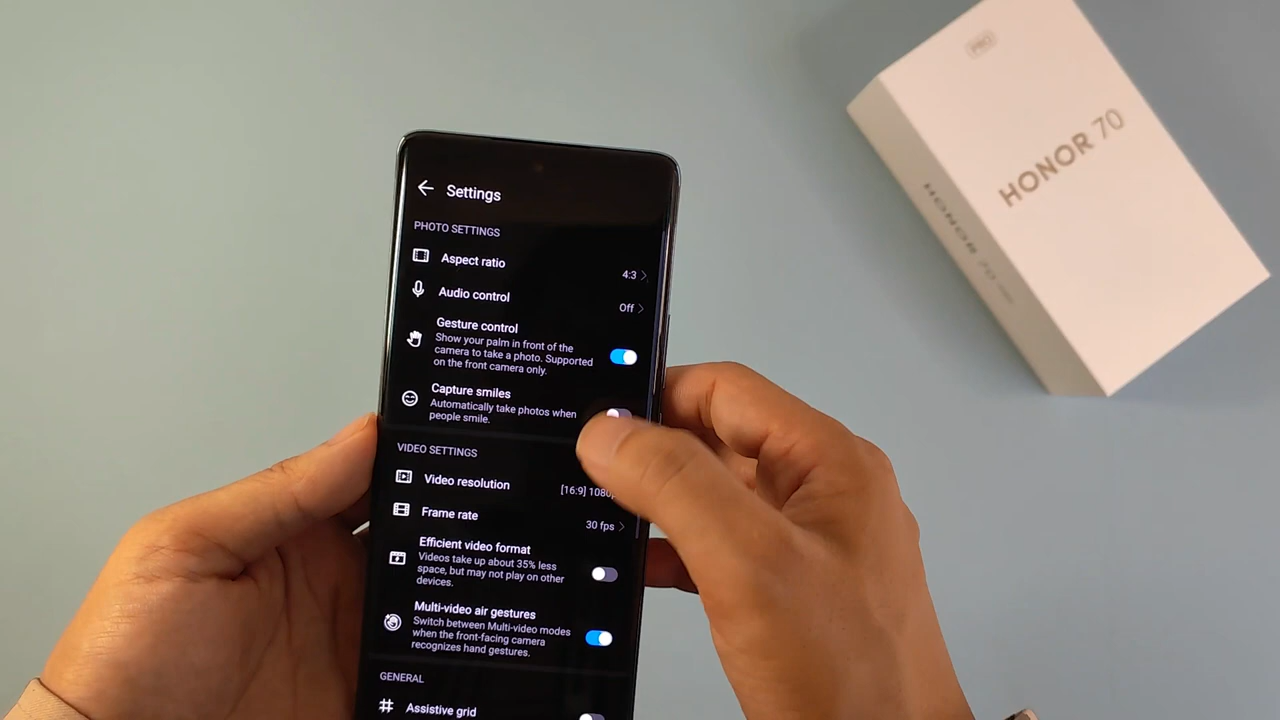 PRO
HONOR 70
HONOR 70
Settings
PHOTO SETTINGS
Aspect ratio
4:3
Audio control
Off
Gesture control
Show your palm in front of the
camera to take a photo. Supported
on the front camera only.
Capture smiles
Automatically take photos when
people smile.
VIDEO SETTINGS
Video resolution
[16:9] 1080p
Frame rate
30 fps
Efficient video format
Videos take up about 35% less
space, but may not play on other
devices.
Multi-video air gestures
Switch between Multi-video modes
when the front-facing camera
recognizes hand gestures.
GENERAL
Assistive grid